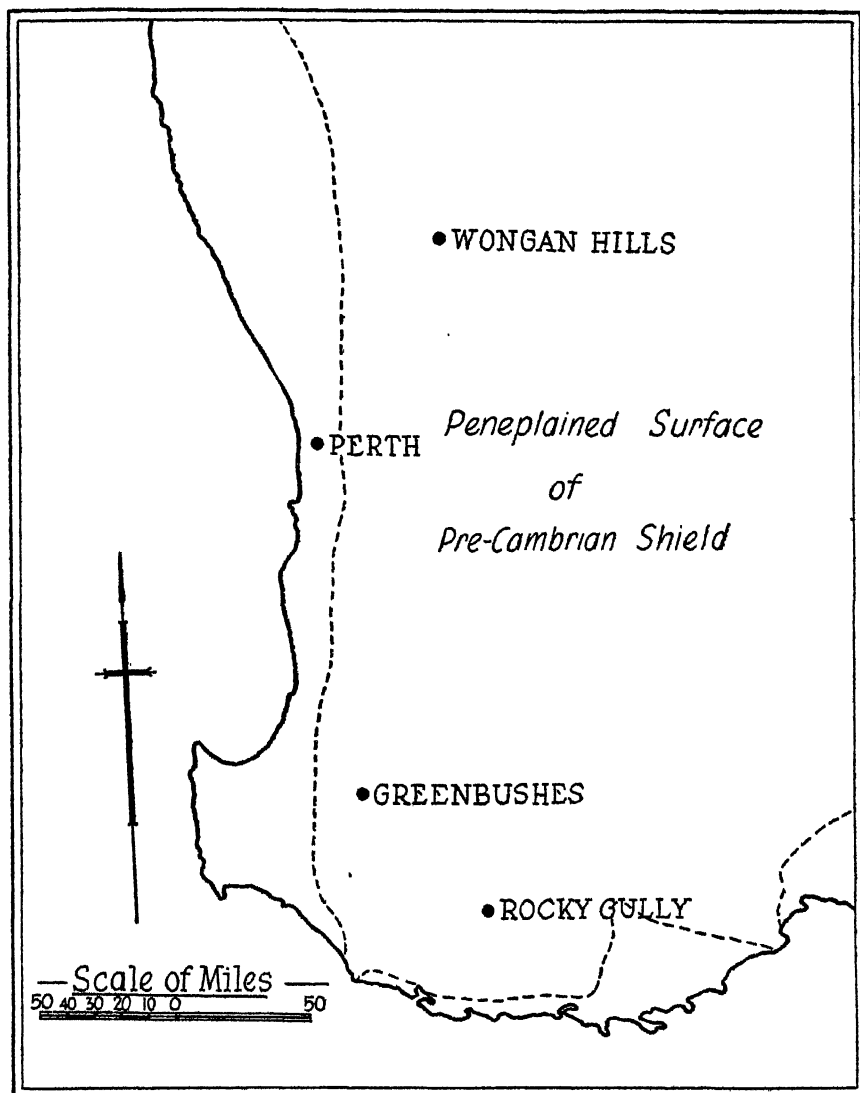 WONGAN HILLS
PERTH
Peneplained Surface
of
Pre-Cambrian Shield
GREENBUSHES
ROCKY GULLY
Scale of Miles
50 40 30 20 10 0 50